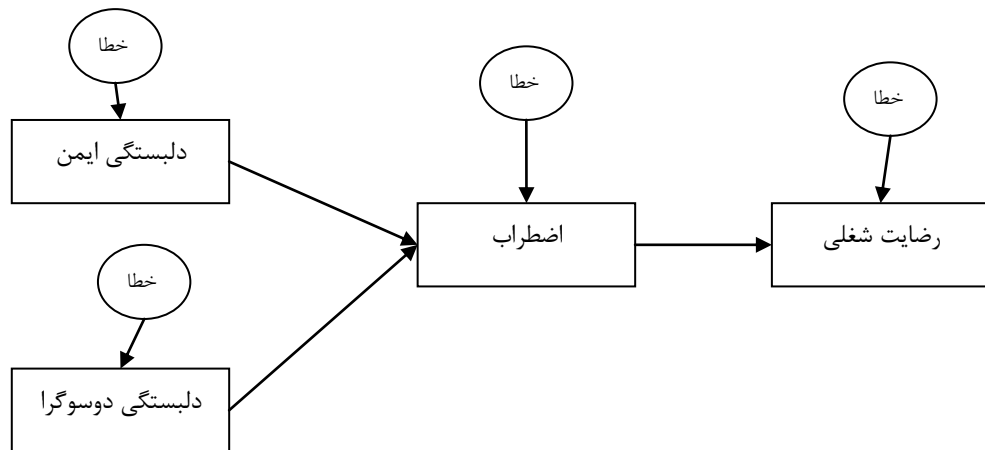 خطا
خطا
خطا
دلبستگی ایمن
اضطراب
رضایت شغلی
خطا
دلبستگی دوسوگرا